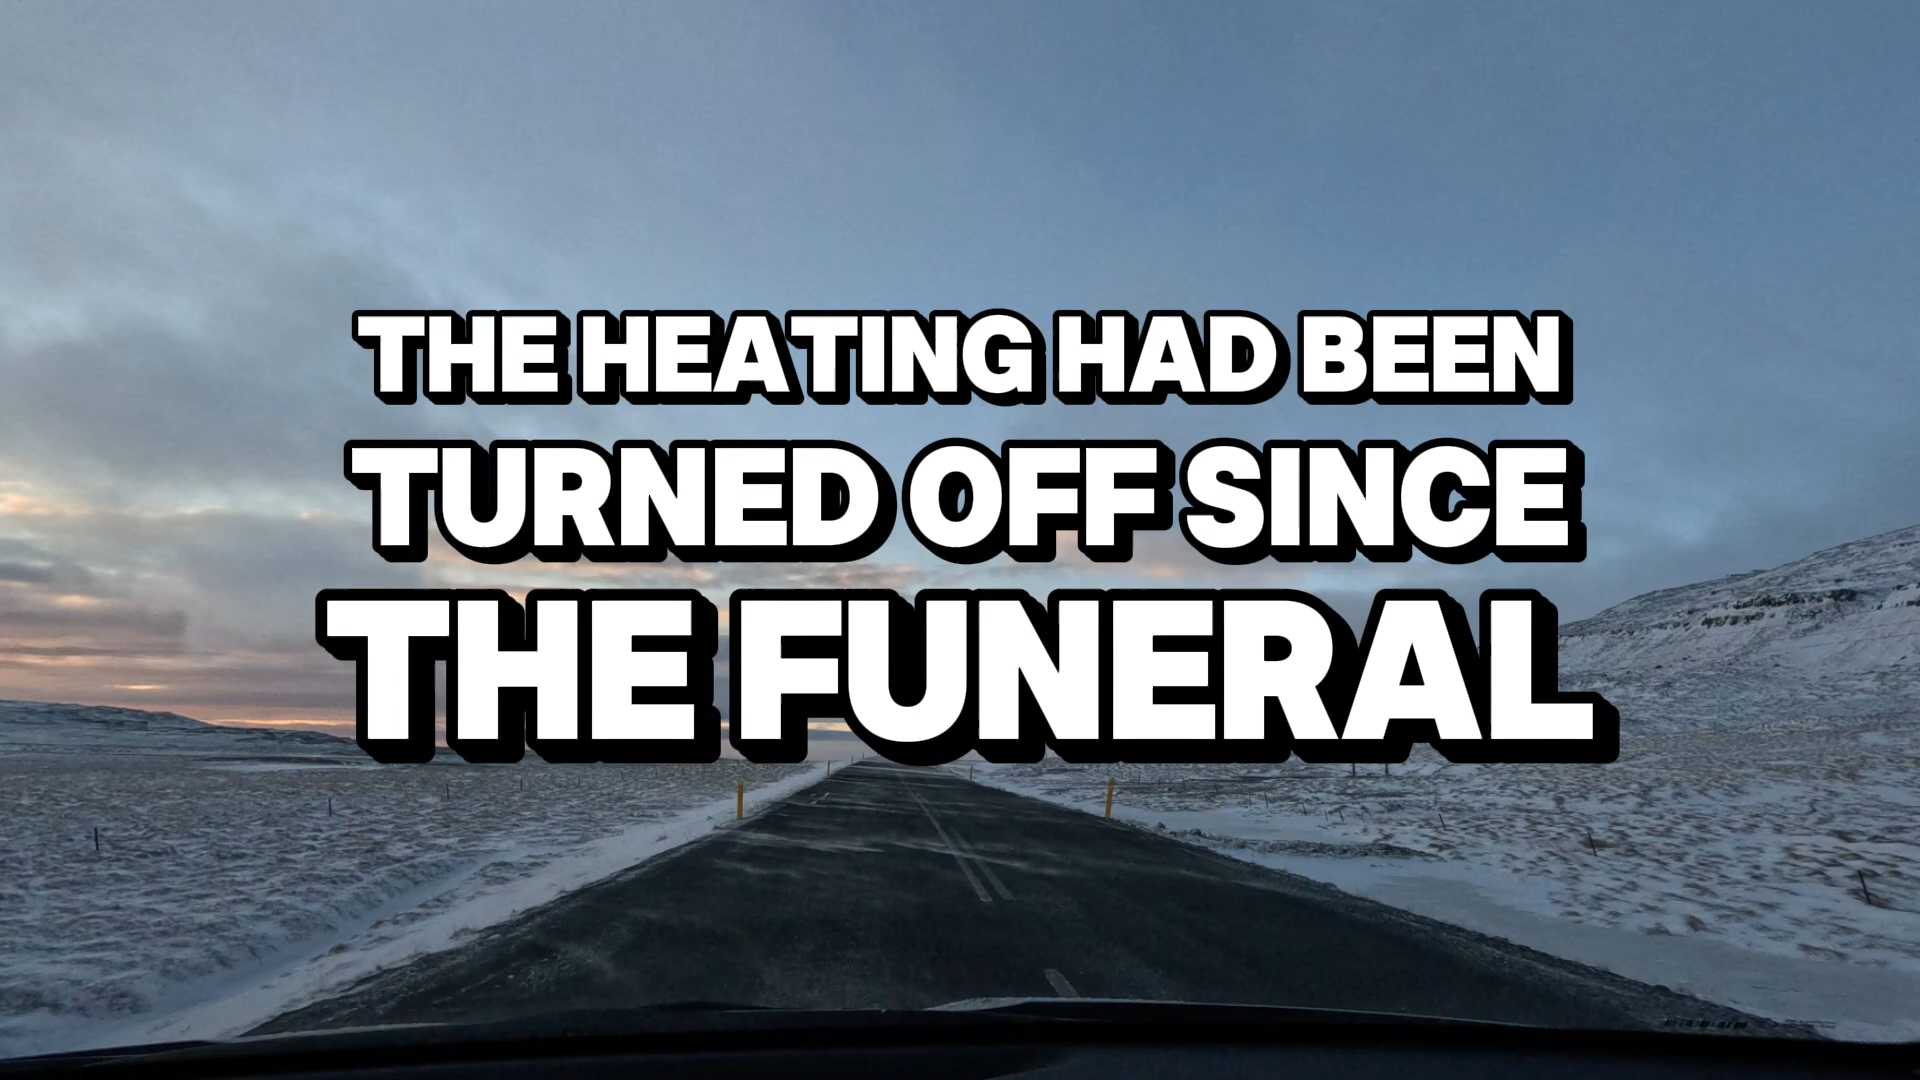 THE HEATING HAD BEEN
TURNED OFF SINCE
THE FUNERAL